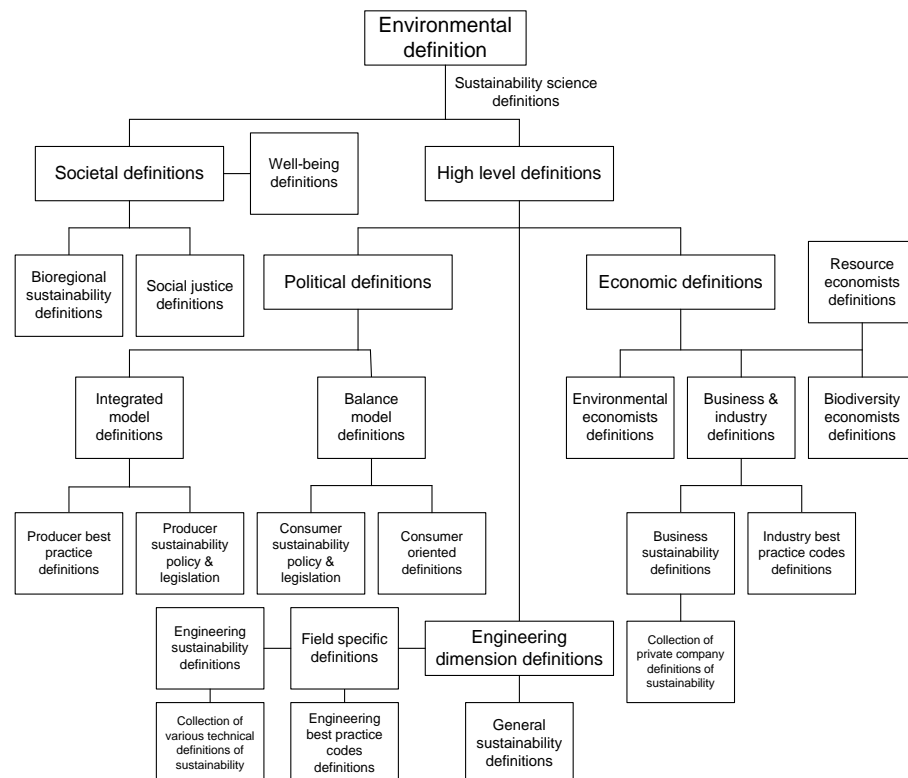 Environmental
definition
Sustainability science
definitions
Societal definitions
Well-being
definitions
High level definitions
Bioregional
sustainability
definitions
Social justice
definitions
Political definitions
Economic definitions
Resource
economists
definitions
Integrated
model
definitions
Balance
model
definitions
Environmental
economists
definitions
Business &
industry
definitions
Biodiversity
economists
definitions
Producer best
practice
definitions
Producer
sustainability
policy &
legislation
Consumer
sustainability
policy &
legislation
Consumer
oriented
definitions
Business
sustainability
definitions
Industry best
practice codes
definitions
Engineering
sustainability
definitions
Field specific
definitions
Engineering
dimension definitions
Collection of
private company
definitions of
sustainability
Collection of
various technical
definitions of
sustainability
Engineering
best practice
codes
definitions
General
sustainability
definitions